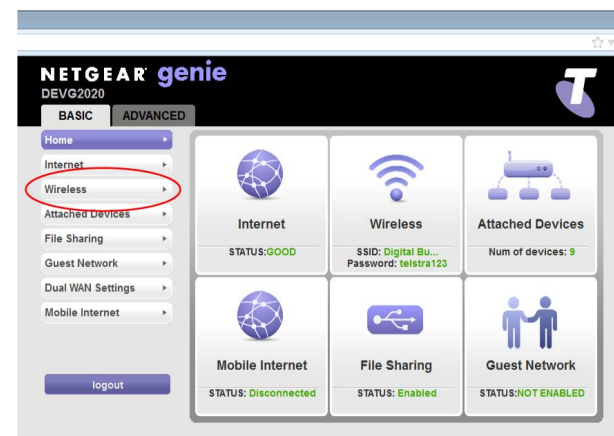 NETGEAR genie
DEVG2020
BASIC ADVANCED
Home
Internet
Wireless
Attached Devices
File Sharing
Guest Network
Dual WAN Settings
Mobile Internet
logout
Internet
STATUS:GOOD
Wireless
SSID: Digital Bu...
Password: telstra123
Attached Devices
Num of devices: 9
Mobile Internet
STATUS: Disconnected
File Sharing
STATUS: Enabled
Guest Network
STATUS:NOT ENABLED
T